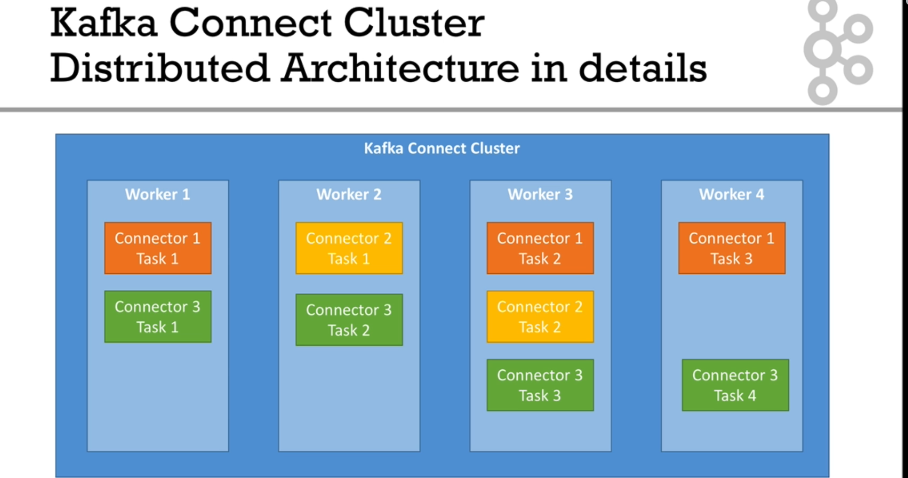 Kafka Connect Cluster
Distributed Architecture in details
Kafka Connect Cluster
Worker 1
Connector 1
Task 1
Connector 3
Task 1
Worker 2
Connector 2
Task 1
Connector 3
Task 2
Worker 3
Connector 1
Task 2
Connector 2
Task 2
Connector 3
Task 3
Worker 4
Connector 1
Task 3
Connector 3
Task 4